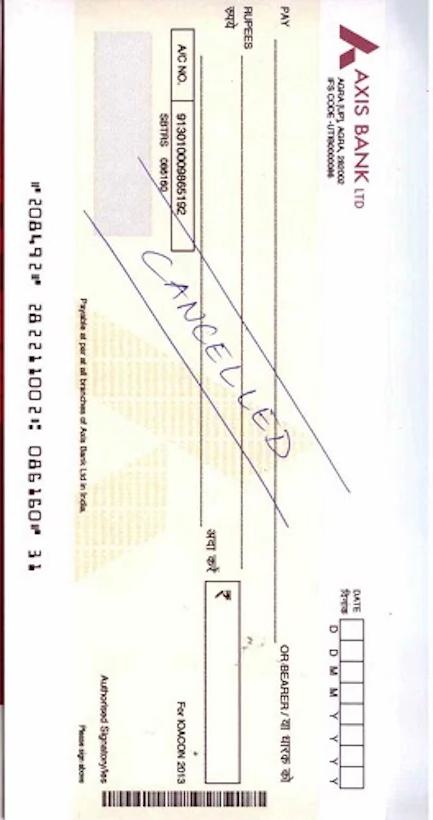 AXIS BANK LTD
AGRA [UP], AGRA, 282002
IFS CODE - UTIB0000086
DATE
दिनांक
D D M M Y Y Y Y
PAY
OR BEARER / या धारक को
RUPEES
रुपये
अदा करें
₹
A/C NO. 913010009865192
SBTRS 086160
CANCELLED
For IOACON 2013
Authorised Signatory/ies
Please sign above
Payable at par at all branches of Axis Bank Ltd in India.
⑈208492⑈ 282211002⑆ 086160⑈ 31